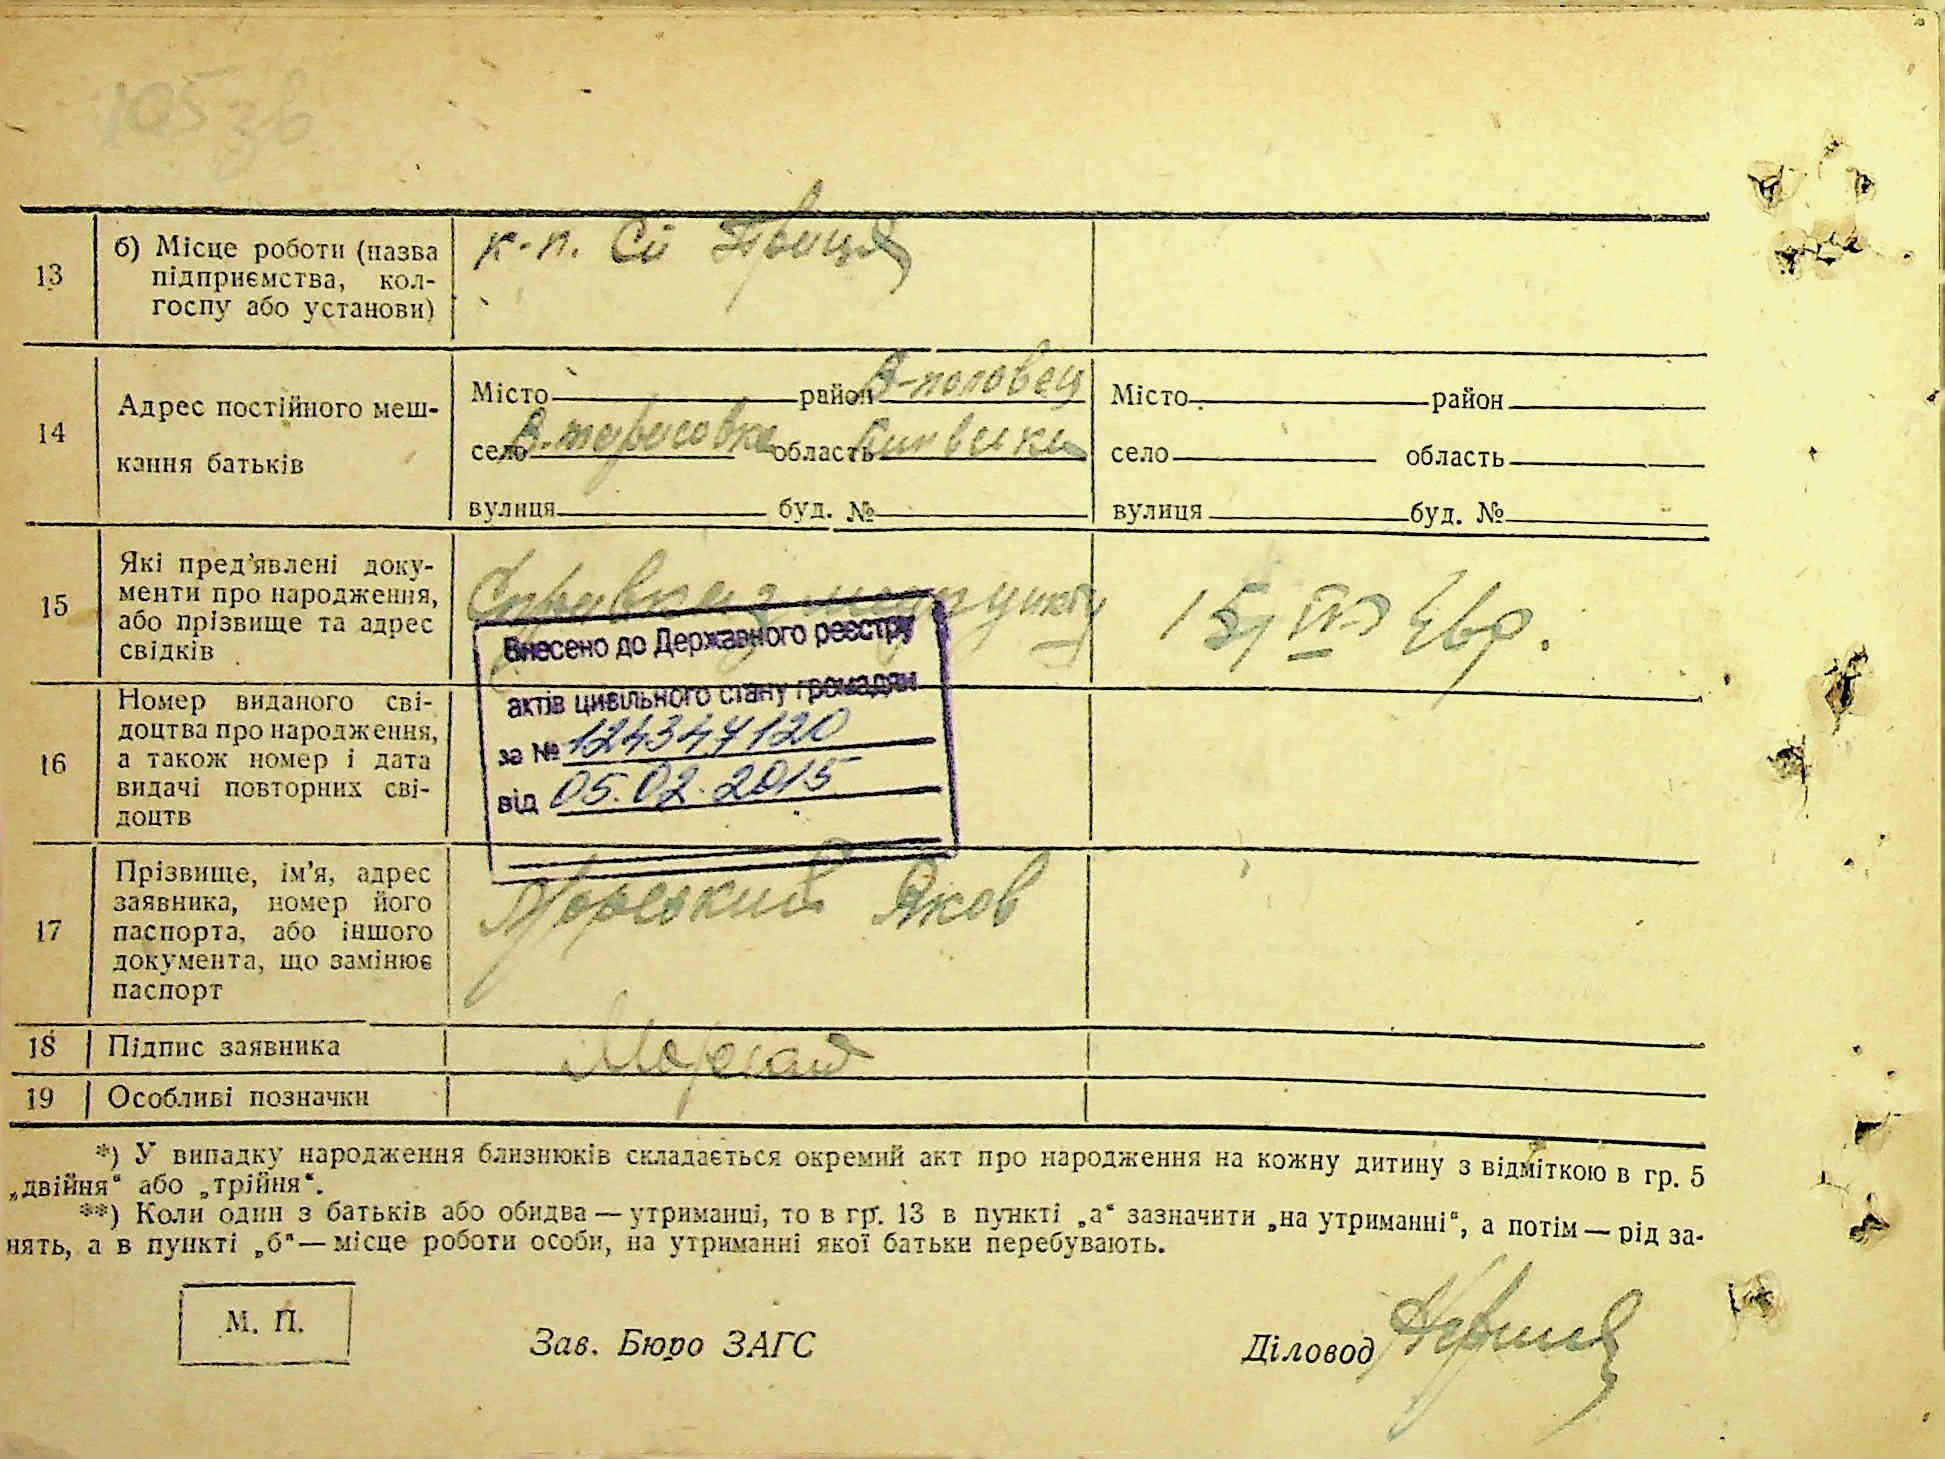 105 зв
13
б) Місце роботи (назва
підприємства, кол-
госпу або установи)
к-п.
14
Адрес постійного меш-
кання батьків
Місто район В-половец
село В.терасовка область
вулиця буд. №
Місто район
село область
вулиця буд. №
15
Які пред'явлені доку-
менти про народження,
або прізвище та адрес
свідків
Справка з медпункту
16
Номер виданого сві-
доцтва про народження,
а також номер і дата
видачі повторних сві-
доцтв
Внесено до Державного реєстру
актів цивільного стану громадян
за № 124347120
від 05.02.2015
17
Прізвище, ім'я, адрес
заявника, номер його
паспорта, або іншого
документа, що замінює
паспорт
Яков
18 Підпис заявника
19 Особливі позначки
*) У випадку народження близнюків складається окремий акт про народження на кожну дитину з відміткою в гр. 5
„двійня“ або „трійня“.
**) Коли один з батьків або обидва — утриманці, то в гр. 13 в пункті „а“ зазначити „на утриманні“, а потім — рід за-
нять, а в пункті „б“ — місце роботи особи, на утриманні якої батьки перебувають.
М. П.
Зав. Бюро ЗАГС
Діловод